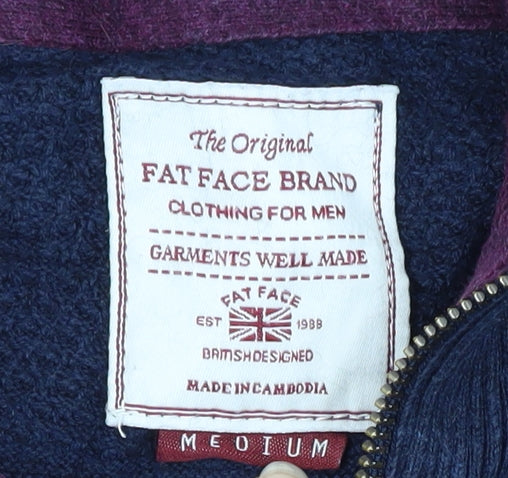 The Original
FAT FACE BRAND
CLOTHING FOR MEN
GARMENTS WELL MADE
FAT FACE
EST 1988
BRITISH DESIGNED
MADE IN CAMBODIA
MEDIUM